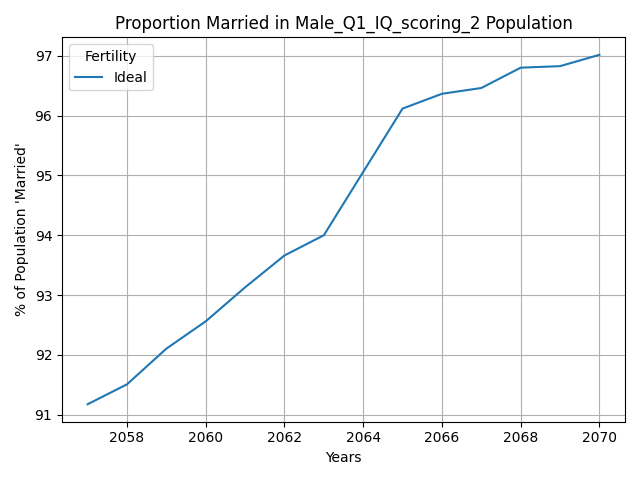 Proportion Married in Male_Q1_IQ_scoring_2 Population
Fertility
Ideal
% of Population 'Married'
97
96
95
94
93
92
91
2058 2060 2062 2064 2066 2068 2070
Years